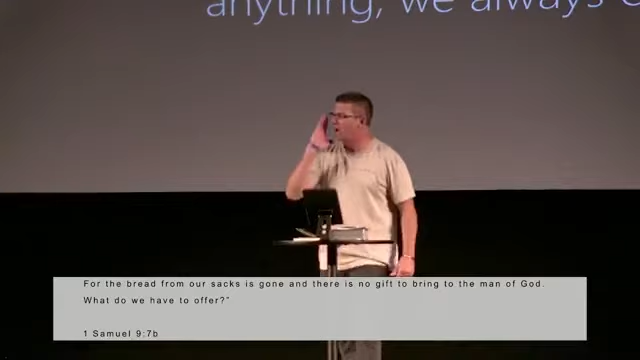 anything, we always
For the bread from our sacks is gone and there is no gift to bring to the man of God.
What do we have to offer?"
1 Samuel 9:7b